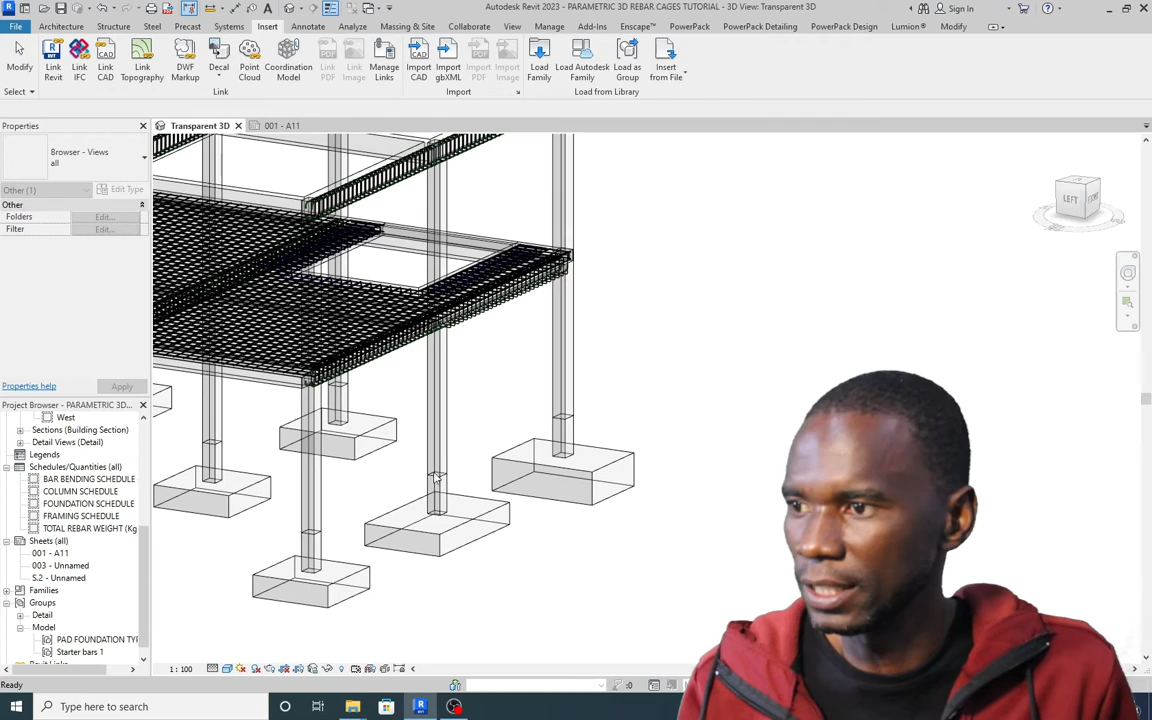 Autodesk Revit 2023 - PARAMETRIC REBAR CAGES TUTORIAL - 3D View: Transparent 3D
Sign In
File Architecture Structure Steel Precast Systems Insert Annotate Analyze Massing & Site Collaborate View Manage Add-Ins Enscape™ PowerPack PowerPack Detailing PowerPack Design Lumion® Modify
Modify
Link Revit
Link IFC
Link CAD
Link Topography
DWF Markup
Decal
Point Cloud
Coordination Model
Link PDF
Link Image
Manage Links
Import CAD
Import gbXML
Import PDF
Import Image
Load Family
Load Autodesk Family
Load as Group
Insert from File
Select
Link
Import
Load from Library
Properties
Transparent 3D
001 - A11
Browser - Views
all
Other (1)
Edit Type
Other
Folders Edit...
Filter Edit...
Properties help
Apply
LEFT
FRONT
Project Browser - PARAMETRIC 3D...
West
Sections (Building Section)
Detail Views (Detail)
Legends
Schedules/Quantities (all)
BAR BENDING SCHEDULE
COLUMN SCHEDULE
FOUNDATION SCHEDULE
FRAMING SCHEDULE
TOTAL REBAR WEIGHT (Kg
Sheets (all)
001 - A11
003 - Unnamed
S.2 - Unnamed
Families
Groups
Detail
Model
PAD FOUNDATION TYP
Starter bars 1
1 : 100
Ready
:0
Type here to search